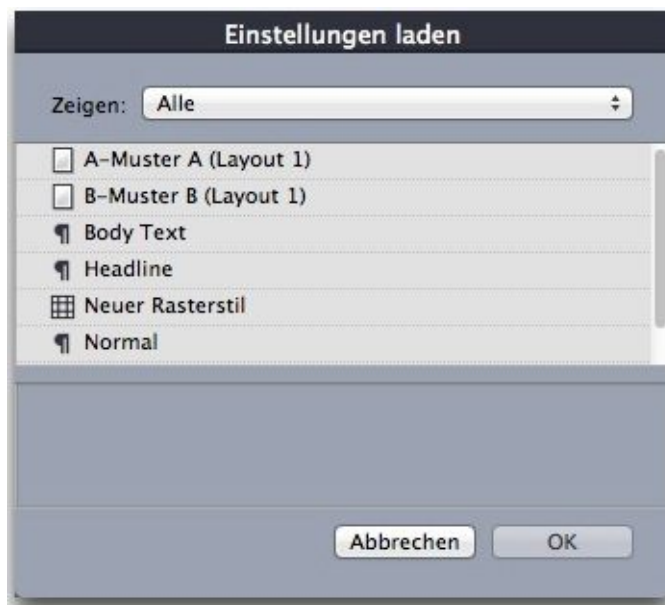 Einstellungen laden
Zeigen: Alle
A-Muster A (Layout 1)
B-Muster B (Layout 1)
¶ Body Text
¶ Headline
Neuer Rasterstil
¶ Normal
Abbrechen OK